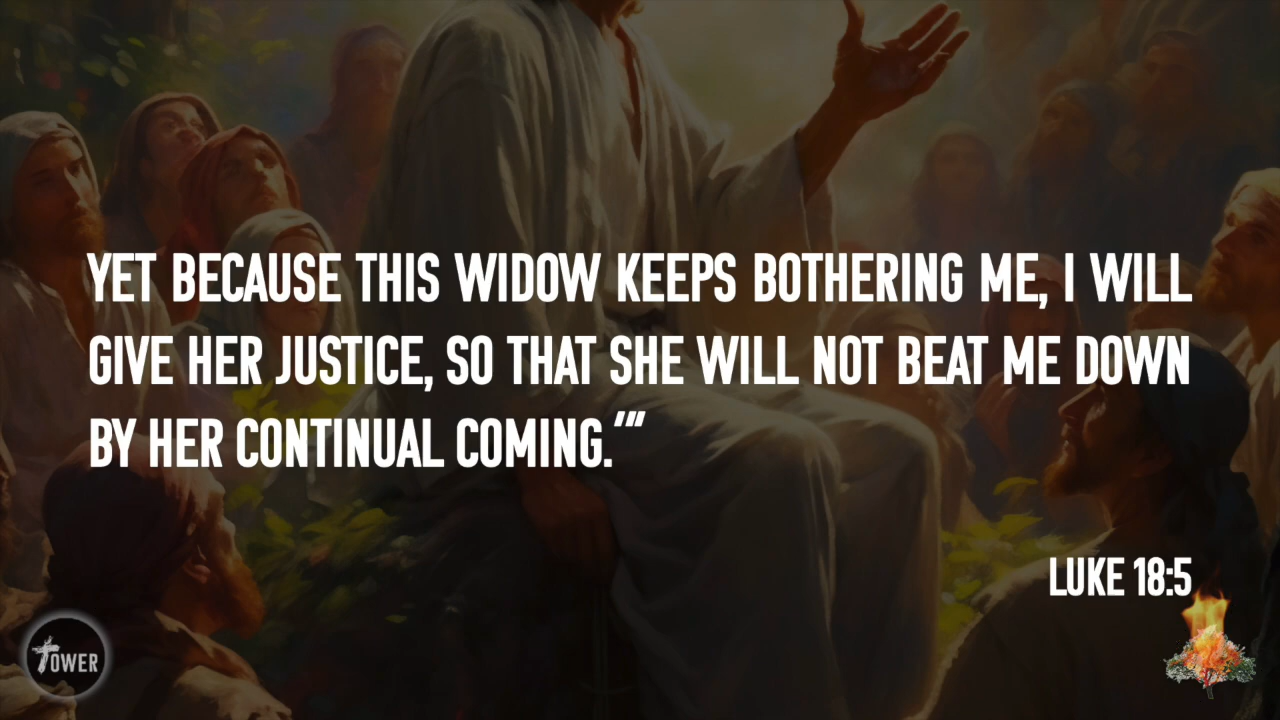 YET BECAUSE THIS WIDOW KEEPS BOTHERING ME, I WILL
GIVE HER JUSTICE, SO THAT SHE WILL NOT BEAT ME DOWN
BY HER CONTINUAL COMING.’”
LUKE 18:5
TOWER